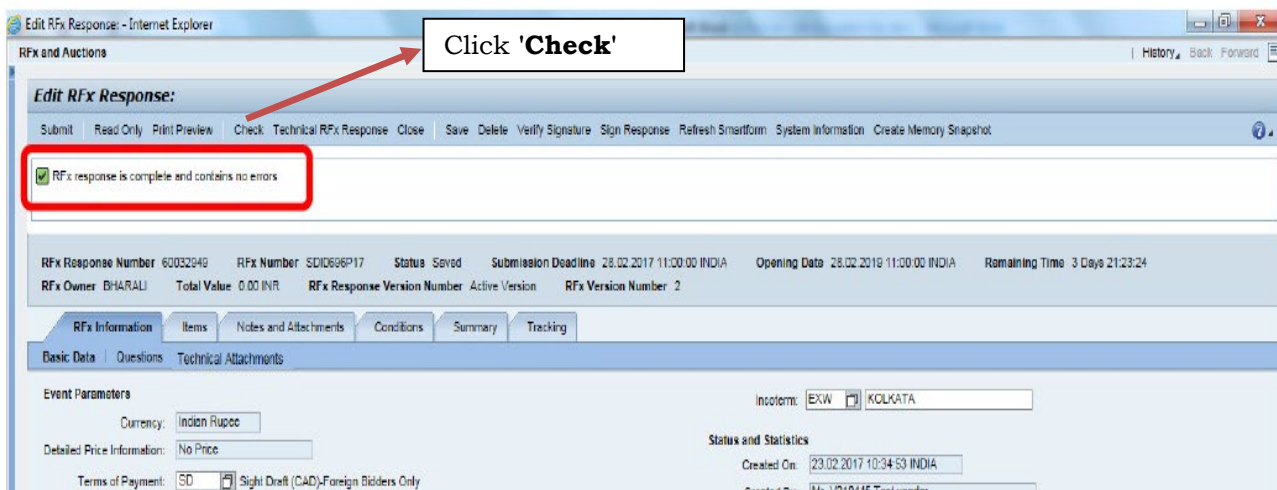 Edit RFx Response: - Internet Explorer
Click 'Check'
RFx and Auctions
History Back Forward
Edit RFx Response:
Submit Read Only Print Preview Check Technical RFx Response Close Save Delete Verify Signature Sign Response Refresh Smartform System Information Create Memory Snapshot
RFx response is complete and contains no errors
RFx Response Number 60032949 RFx Number SDI0696P17 Status Saved Submission Deadline 28.02.2017 11:00:00 INDIA Opening Date 28.02.2019 11:00:00 INDIA Remaining Time 3 Days 21:23:24
RFx Owner BHARALI Total Value 0.00 INR RFx Response Version Number Active Version RFx Version Number 2
RFx Information Items Notes and Attachments Conditions Summary Tracking
Basic Data Questions Technical Attachments
Event Parameters
Incoterm: EXW KOLKATA
Currency: Indian Rupee
Status and Statistics
Detailed Price Information: No Price
Created On: 23.02.2017 10:34:53 INDIA
Terms of Payment: SD Sight Draft (CAD)-Foreign Bidders Only